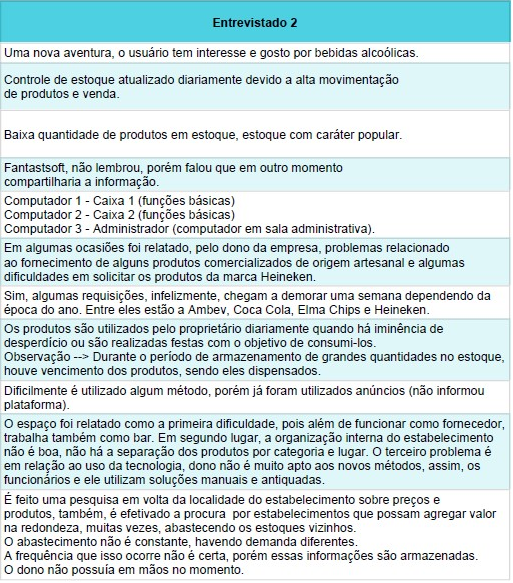 Entrevistado 2
Uma nova aventura, o usuário tem interesse e gosto por bebidas alcoólicas.
Controle de estoque atualizado diariamente devido a alta movimentação
de produtos e venda.
Baixa quantidade de produtos em estoque, estoque com caráter popular.
Fantastsoft, não lembrou, porém falou que em outro momento
compartilharia a informação.
Computador 1 - Caixa 1 (funções básicas)
Computador 2 - Caixa 2 (funções básicas)
Computador 3 - Administrador (computador em sala administrativa).
Em algumas ocasiões foi relatado, pelo dono da empresa, problemas relacionado
ao fornecimento de alguns produtos comercializados de origem artesanal e algumas
dificuldades em solicitar os produtos da marca Heineken.
Sim, algumas requisições, infelizmente, chegam a demorar uma semana dependendo da
época do ano. Entre eles estão a Ambev, Coca Cola, Elma Chips e Heineken.
Os produtos são utilizados pelo proprietário diariamente quando há iminência de
desperdício ou são realizadas festas com o objetivo de consumi-los.
Observação --> Durante o período de armazenamento de grandes quantidades no estoque,
houve vencimento dos produtos, sendo eles dispensados.
Dificilmente é utilizado algum método, porém já foram utilizados anúncios (não informou
plataforma).
O espaço foi relatado como a primeira dificuldade, pois além de funcionar como fornecedor,
trabalha também como bar. Em segundo lugar, a organização interna do estabelecimento
não é boa, não há a separação dos produtos por categoria e lugar. O terceiro problema é
em relação ao uso da tecnologia, dono não é muito apto aos novos métodos, assim, os
funcionários e ele utilizam soluções manuais e antiquadas.
É feito uma pesquisa em volta da localidade do estabelecimento sobre preços e
produtos, também, é efetivado a procura por estabelecimentos que possam agregar valor
na redondeza, muitas vezes, abastecendo os estoques vizinhos.
O abastecimento não é constante, havendo demanda diferentes.
A frequência que isso ocorre não é certa, porém essas informações são armazenadas.
O dono não possuía em mãos no momento.